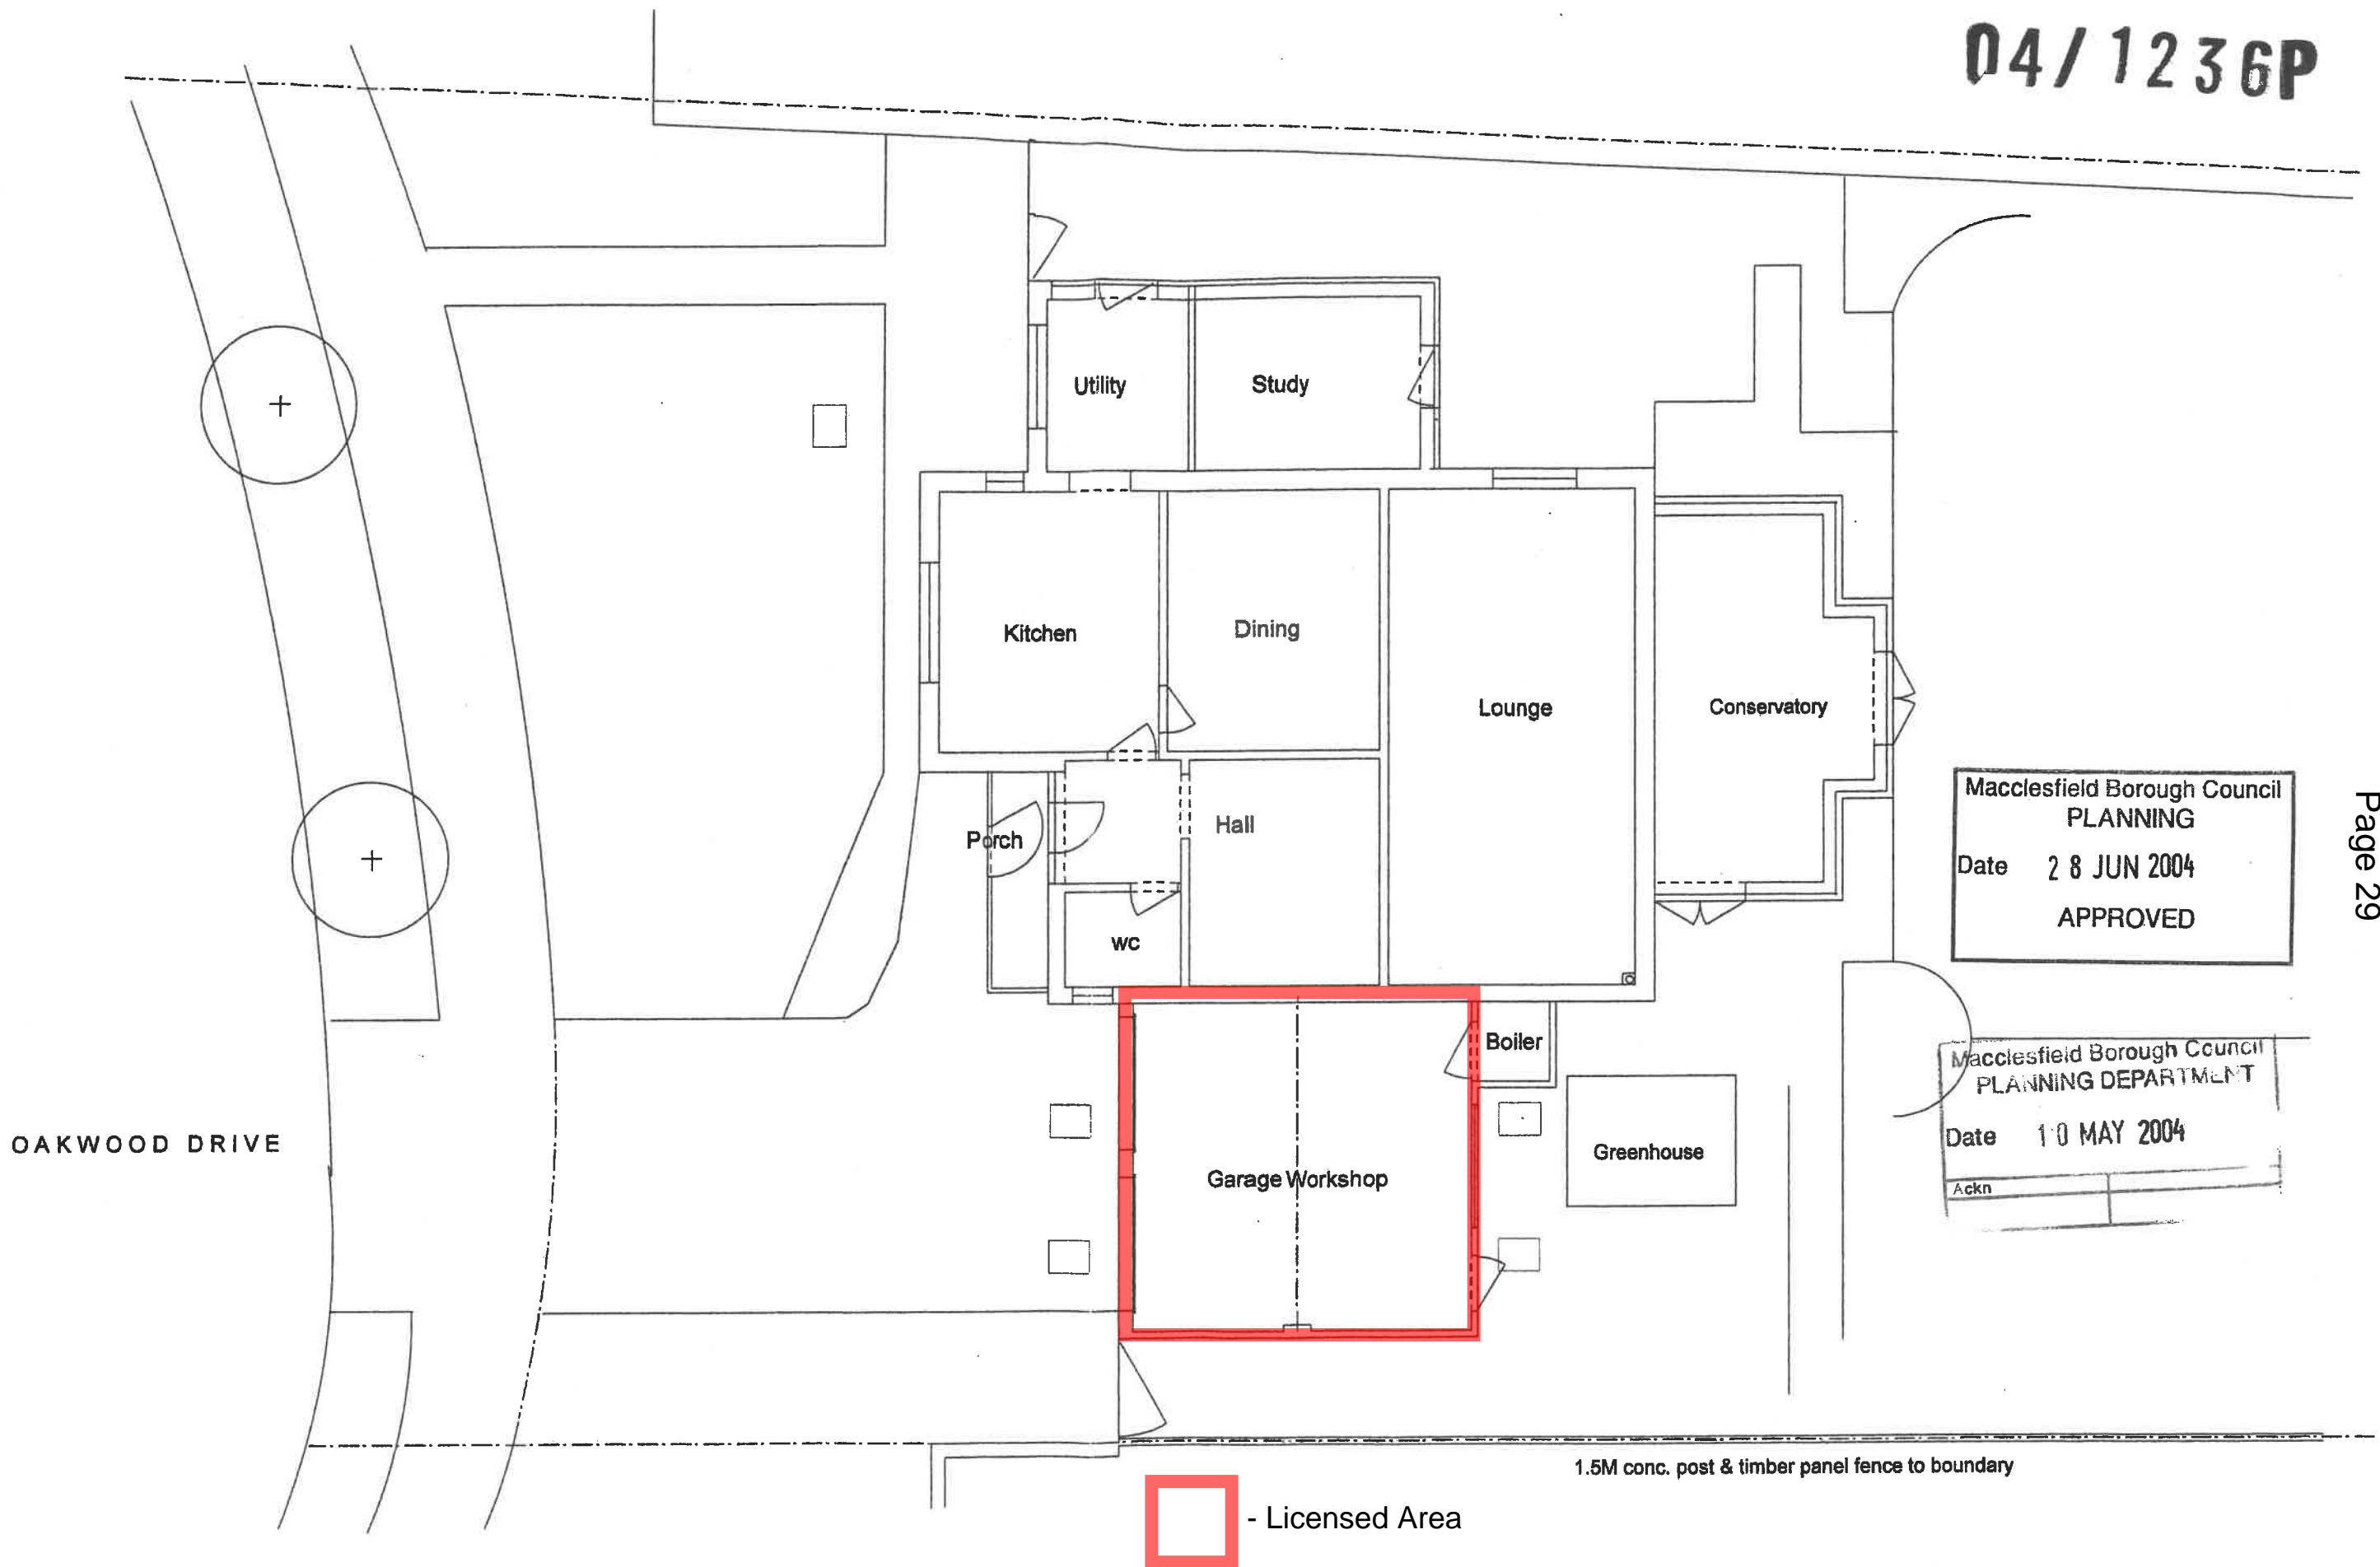 04/1236P
Utility
Study
Kitchen
Dining
Lounge
Conservatory
Porch
Hall
WC
Macclesfield Borough Council
PLANNING
Date 28 JUN 2004
APPROVED
Page 29
Boiler
Macclesfield Borough Council
PLANNING DEPARTMENT
Date 10 MAY 2004
Ackn
OAKWOOD DRIVE
Garage Workshop
Greenhouse
1.5M conc. post & timber panel fence to boundary
- Licensed Area